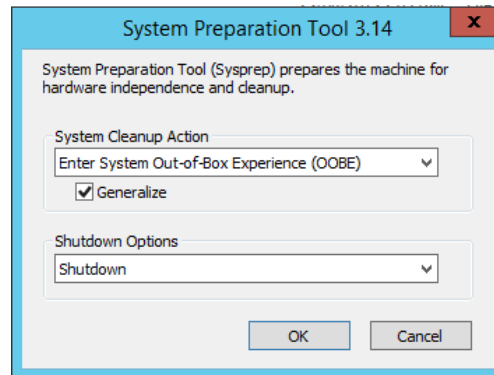 System Preparation Tool 3.14
x
System Preparation Tool (Sysprep) prepares the machine for
hardware independence and cleanup.
System Cleanup Action
Enter System Out-of-Box Experience (OOBE)
Generalize
Shutdown Options
Shutdown
OK
Cancel